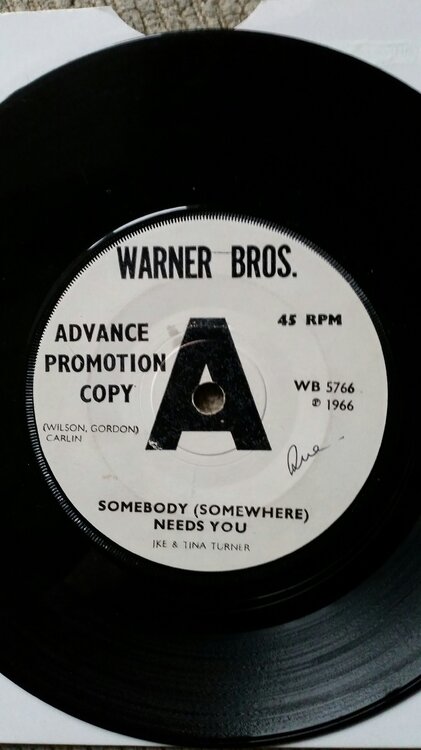 WARNER BROS.
45 RPM
ADVANCE
PROMOTION
COPY
A
WB 5766
℗ 1966
(WILSON, GORDON)
CARLIN
SOMEBODY (SOMEWHERE)
NEEDS YOU
IKE & TINA TURNER